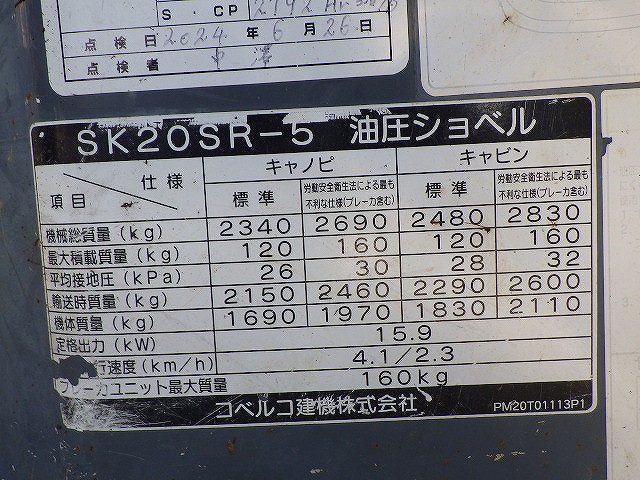 S・CP 2792 Hr
点検日 2024 年 6 月 26 日
点検者 中澤
SK20SR-5 油圧ショベル
仕様 キャノピ キャビン
項目 標準 労働安全衛生法による最も不利な仕様(ブレーカ含む) 標準 労働安全衛生法による最も不利な仕様(ブレーカ含む)
機械総質量(kg) 2340 2690 2480 2830
最大積載質量(kg) 120 160 120 160
平均接地圧(kPa) 26 30 28 32
輸送時質量(kg) 2150 2460 2290 2600
機体質量(kg) 1690 1970 1830 2110
定格出力(kW) 15.9
行速度(km/h) 4.1/2.3
ブレーカユニット最大質量 160kg
コベルコ建機株式会社 PM20T01113P1